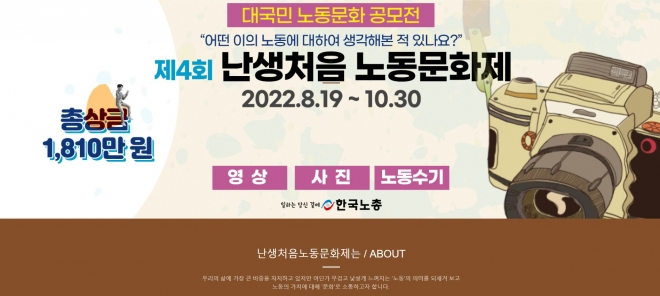 대국민 노동문화 공모전
“어떤 이의 노동에 대하여 생각해본 적 있나요?”
제4회 난생처음 노동문화제
2022.8.19 ~ 10.30
총상금
1,810만 원
영 상
사 진
노동수기
일하는 당신 곁에 한국노총
난생처음노동문화제는 / ABOUT
우리의 삶에 가장 큰 비중을 차지하고 있지만 어딘가 무겁고 낯설게 느껴지는 '노동'의 의미를 되새겨 보고
노동의 가치에 대해 '문화'로 소통하고자 합니다.